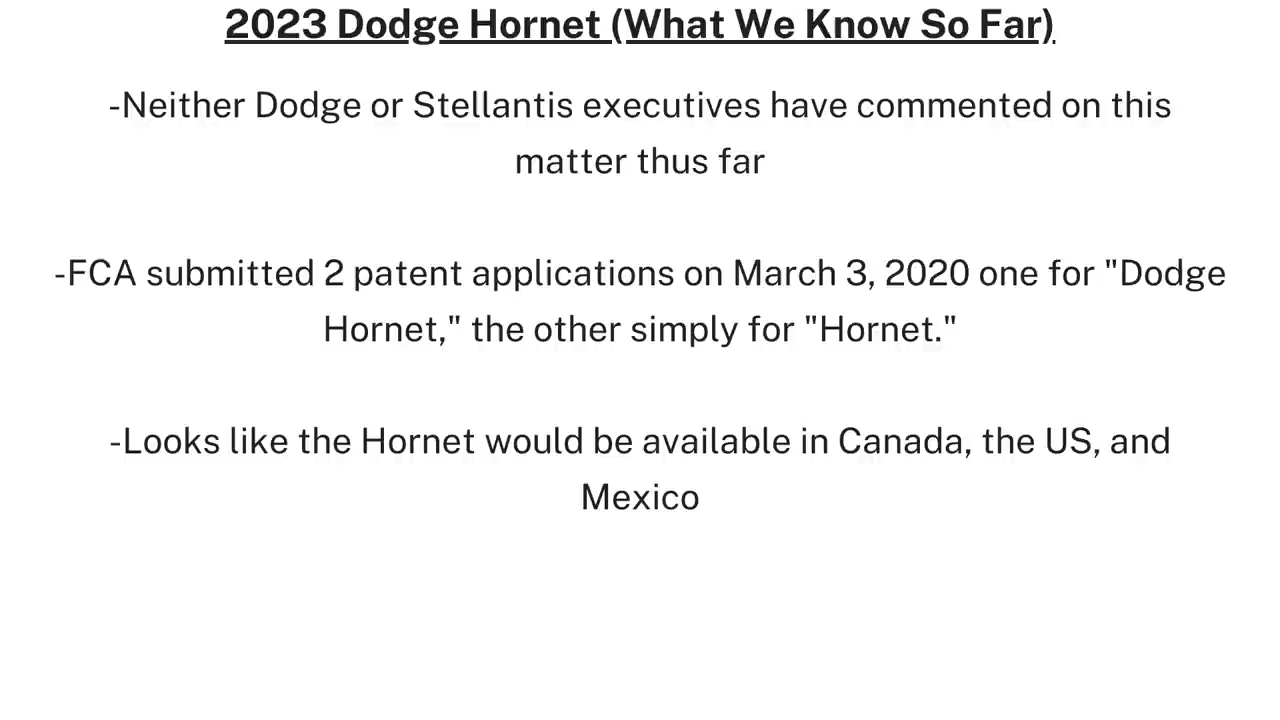 2023 Dodge Hornet (What We Know So Far)
-Neither Dodge or Stellantis executives have commented on this
matter thus far
-FCA submitted 2 patent applications on March 3, 2020 one for "Dodge
Hornet," the other simply for "Hornet."
-Looks like the Hornet would be available in Canada, the US, and
Mexico